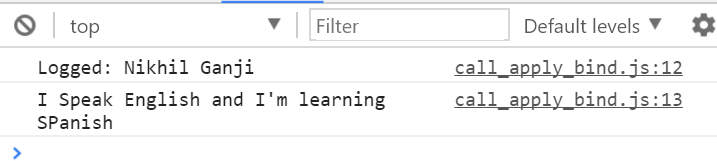 top Filter Default levels
Logged: Nikhil Ganji call_apply_bind.js:12
I Speak English and I'm learning call_apply_bind.js:13
SPanish